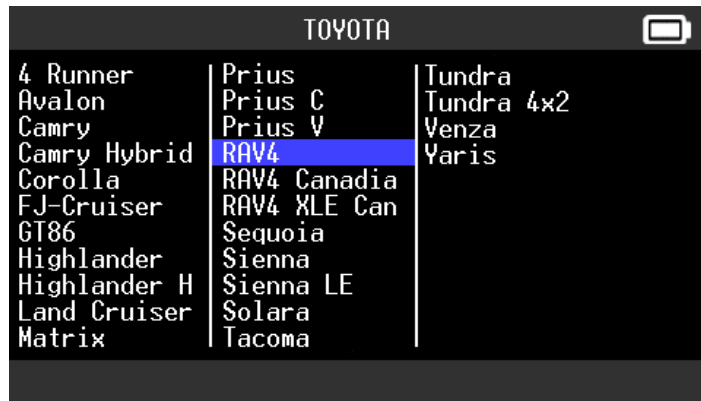 TOYOTA
4 Runner
Avalon
Camry
Camry Hybrid
Corolla
FJ-Cruiser
GT86
Highlander
Highlander H
Land Cruiser
Matrix
Prius
Prius C
Prius V
RAV4
RAV4 Canadia
RAV4 XLE Can
Sequoia
Sienna
Sienna LE
Solara
Tacoma
Tundra
Tundra 4x2
Venza
Yaris